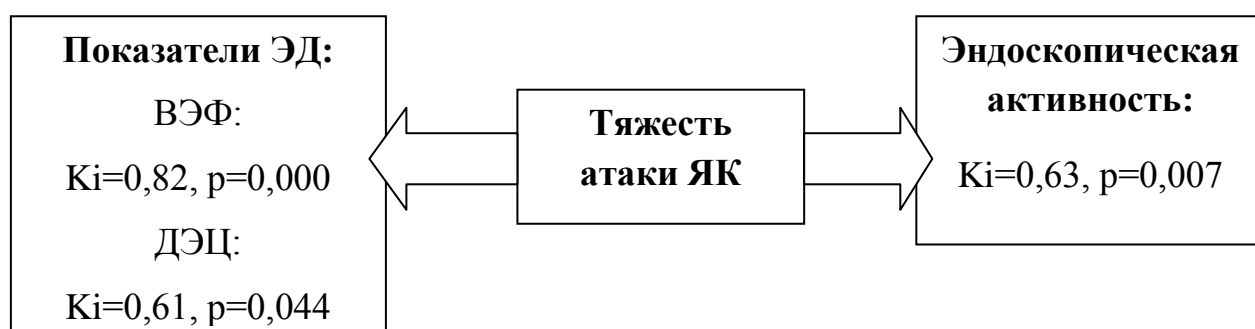 Показатели ЭД:
ВЭФ:
Ki=0,82, p=0,000
ДЭЦ:
Ki=0,61, p=0,044
Тяжесть
атаки ЯК
Эндоскопическая
активность:
Ki=0,63, p=0,007